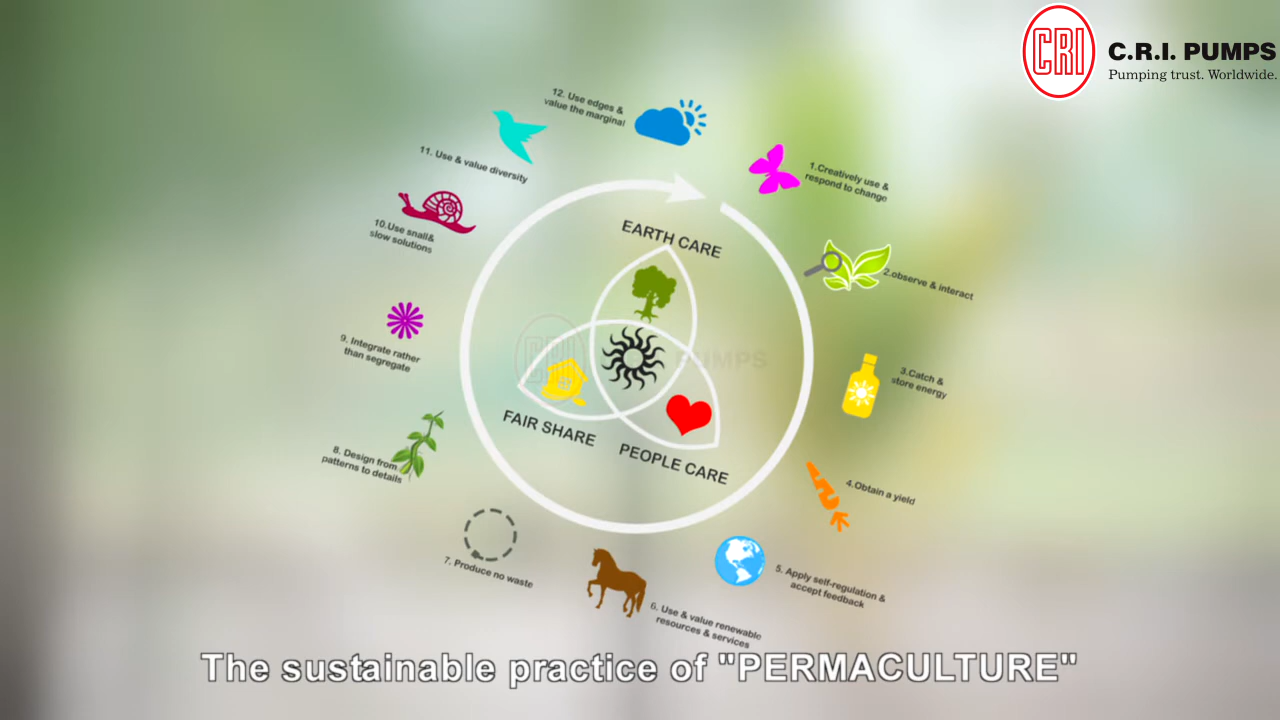 CRI
C.R.I. PUMPS
Pumping trust. Worldwide.
12. Use edges &
value the marginal
1.Creatively use &
respond to change
11. Use & value diversity
10.Use small&
slow solutions
EARTH CARE
2.observe & interact
9. Integrate rather
than segregate
CRI
PUMPS
3.Catch &
store energy
FAIR SHARE
PEOPLE CARE
8. Design from
patterns to details
4.Obtain a yield
7. Produce no waste
5. Apply self-regulation &
accept feedback
6. Use & value renewable
resources & services
The sustainable practice of "PERMACULTURE"